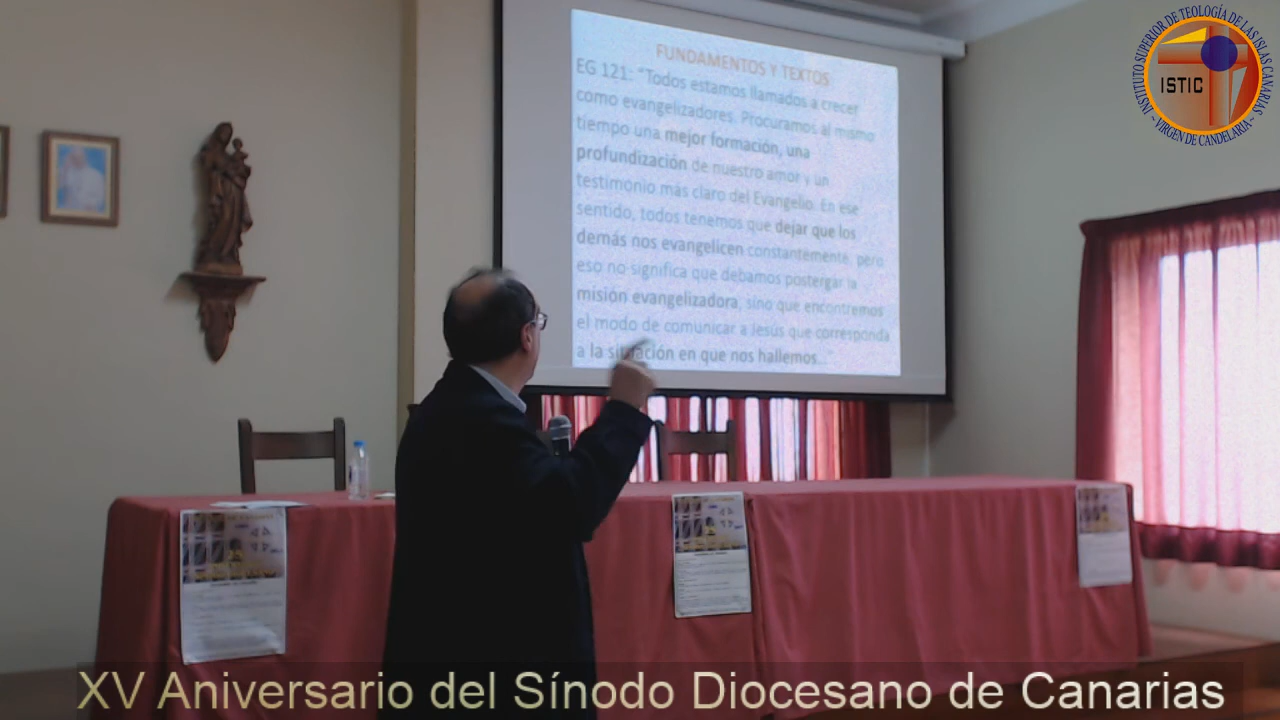 FUNDAMENTOS Y TEXTOS
EG 121: "Todos estamos llamados a crecer
como evangelizadores. Procuramos al mismo
tiempo una mejor formación, una
profundización de nuestro amor y un
testimonio más claro del Evangelio. En ese
sentido, todos tenemos que dejar que los
demás nos evangelicen constantemente, pero
eso no significa que debamos postergar la
misión evangelizadora, sino que encontremos
el modo de comunicar a Jesús que corresponda
a la situación en que nos hallemos..."
INSTITUTO SUPERIOR DE TEOLOGÍA DE LAS ISLAS CANARIAS
ISTIC
~ VIRGEN DE CANDELARIA ~
XV Aniversario del Sínodo Diocesano de Canarias